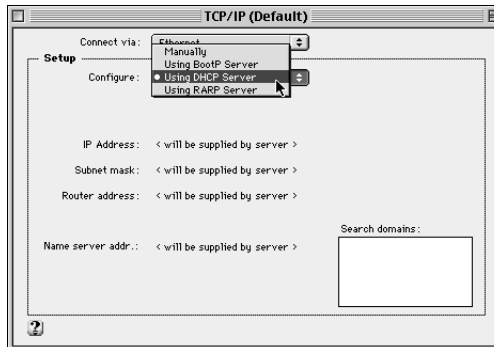 TCP/IP (Default)
Connect via: Ethernet
Setup
Manually
Using BootP Server
Configure: Using DHCP Server
Using RARP Server
IP Address: < will be supplied by server >
Subnet mask: < will be supplied by server >
Router address: < will be supplied by server >
Search domains:
Name server addr.: < will be supplied by server >
?